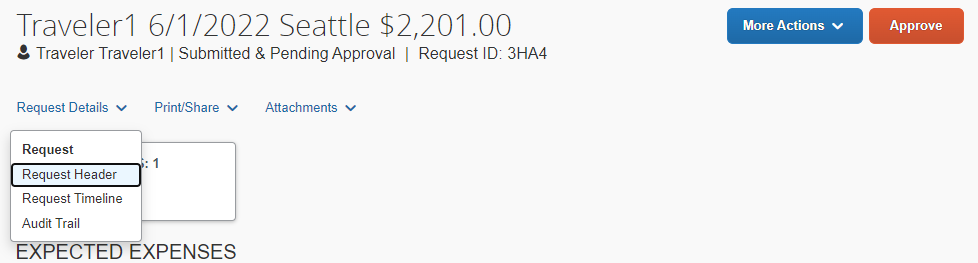 Traveler1 6/1/2022 Seattle $2,201.00
More Actions
Approve
Traveler Traveler1 | Submitted & Pending Approval | Request ID: 3HA4
Request Details
Print/Share
Attachments
Request
: 1
Request Header
Request Timeline
Audit Trail
EXPECTED EXPENSES